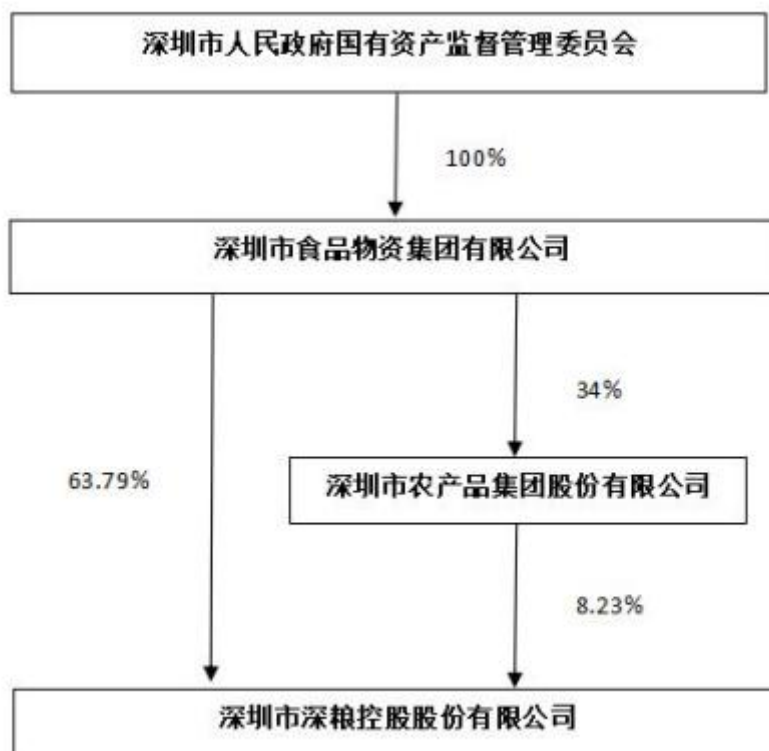 深圳市人民政府国有资产监督管理委员会
100%
深圳市食品物资集团有限公司
34%
63.79%
深圳市农产品集团股份有限公司
8.23%
深圳市深粮控股股份有限公司